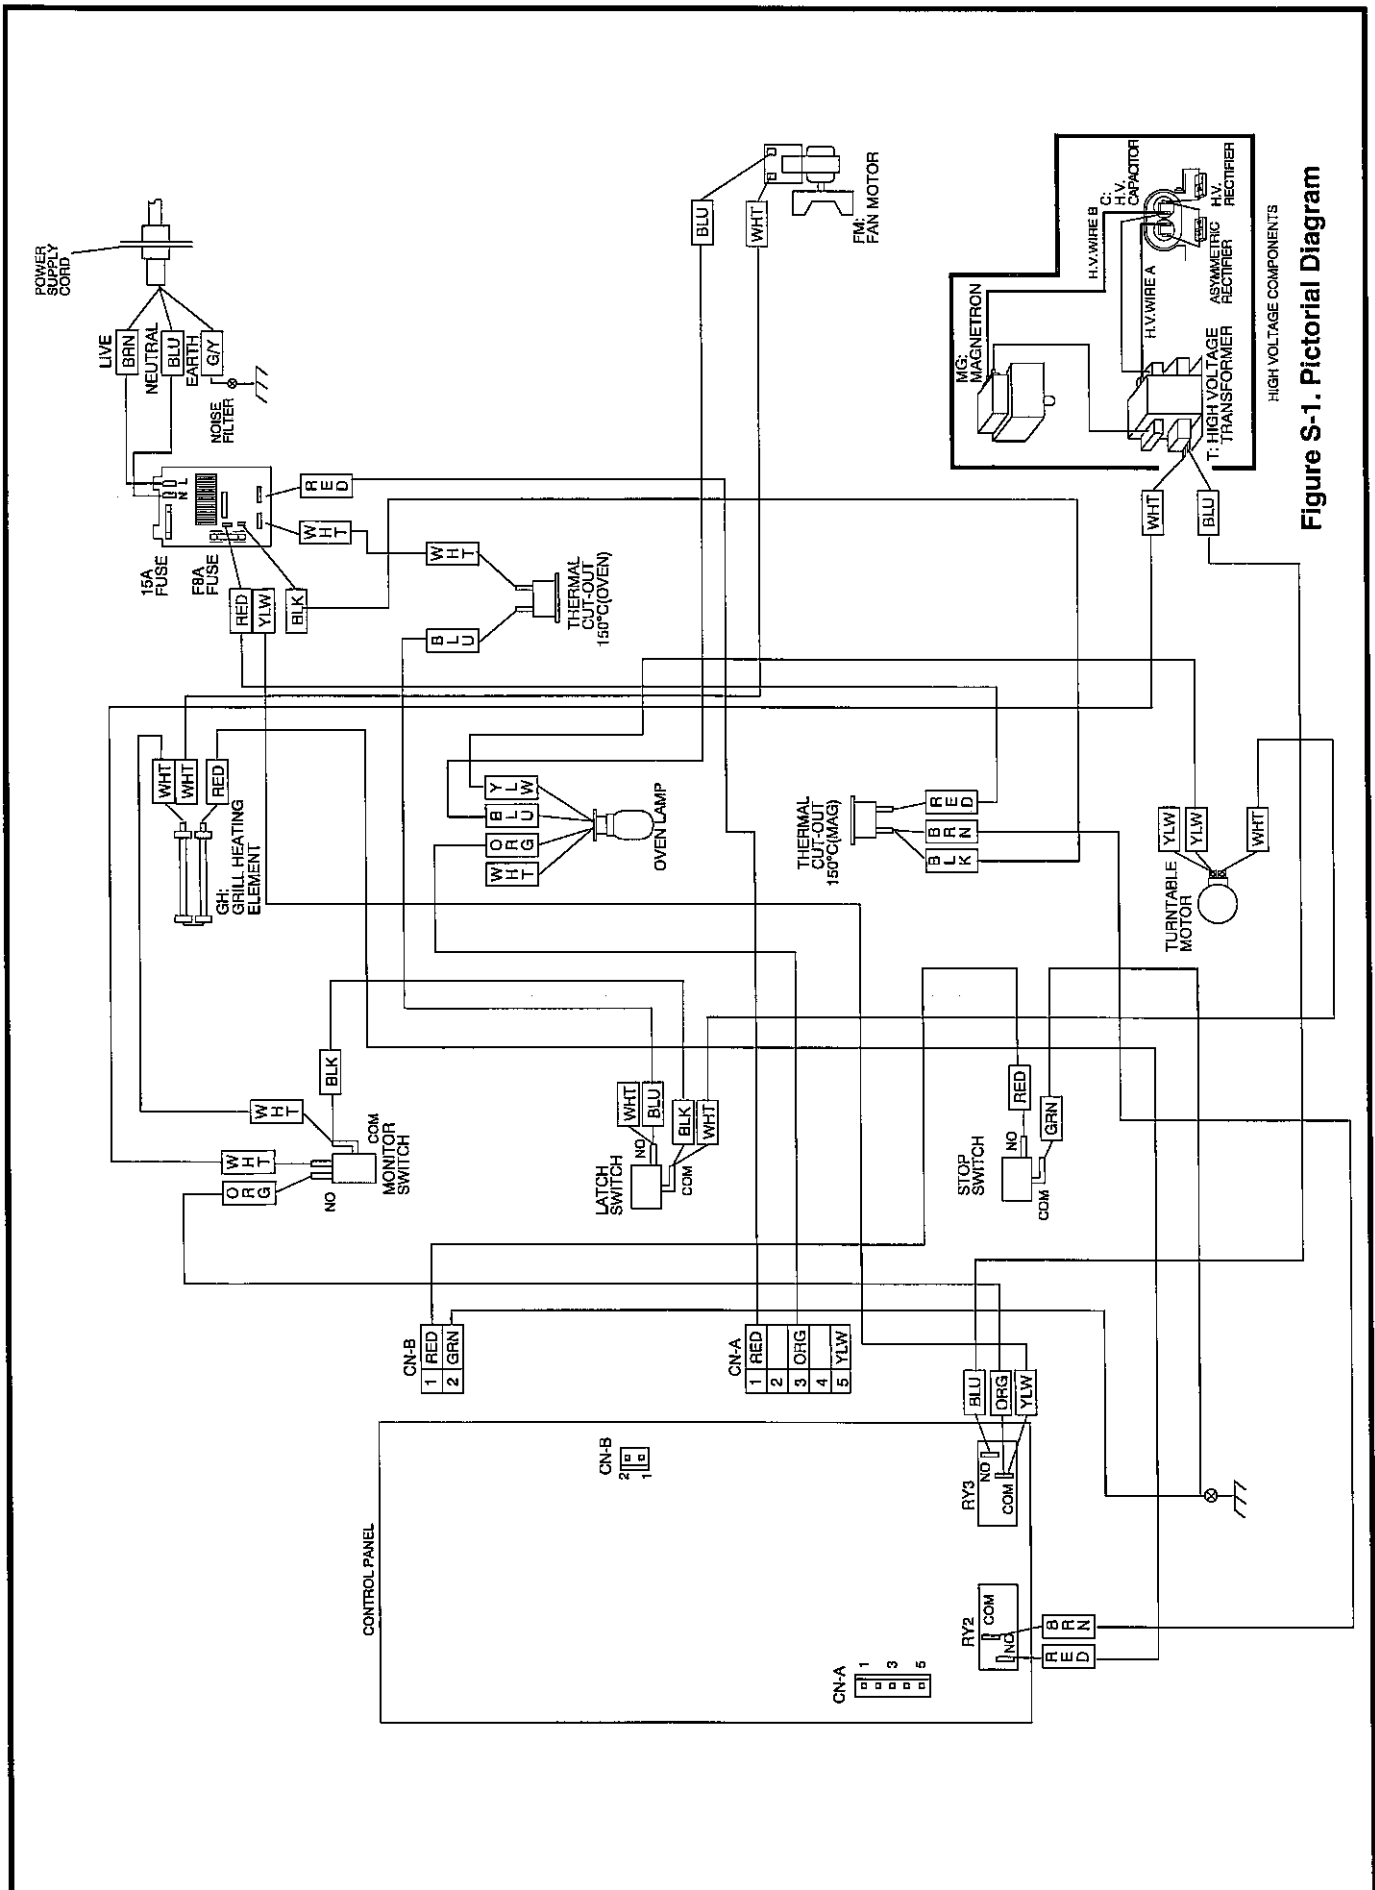 POWER
SUPPLY
CORD
LIVE
BRN
NEUTRAL
BLU
EARTH
G/Y
NOISE
FILTER
N
L
15A
FUSE
F8A
FUSE
RED
WHT
WHT
RED
YLW
BLK
BLU
THERMAL
CUT-OUT
150°C(OVEN)
BLU
WHT
FM:
FAN MOTOR
MG:
MAGNETRON
H.V.WIRE B
C:
H.V.
CAPACITOR
H.V.WIRE A
ASYMMETRIC
RECTIFIER
H.V.
RECTIFIER
T: HIGH VOLTAGE
TRANSFORMER
HIGH VOLTAGE COMPONENTS
WHT
BLU
WHT
WHT
RED
GH:
GRILL HEATING
ELEMENT
YLW
BLU
ORG
WHT
OVEN LAMP
THERMAL
CUT-OUT
150°C(MAG)
RED
BRN
BLK
YLW
YLW
WHT
TURNTABLE
MOTOR
BLK
WHT
WHT
ORG
COM
NO
MONITOR
SWITCH
WHT
BLU
BLK
WHT
NO
COM
LATCH
SWITCH
RED
GRN
NO
COM
STOP
SWITCH
CN-B
1 RED
2 GRN
CN-A
1 RED
2
3 ORG
4
5 YLW
BLU
ORG
YLW
CONTROL PANEL
CN-B
2
1
RY3
NO
COM
RY2
COM
NO
BRN
RED
CN-A
1
3
5
Figure S-1. Pictorial Diagram